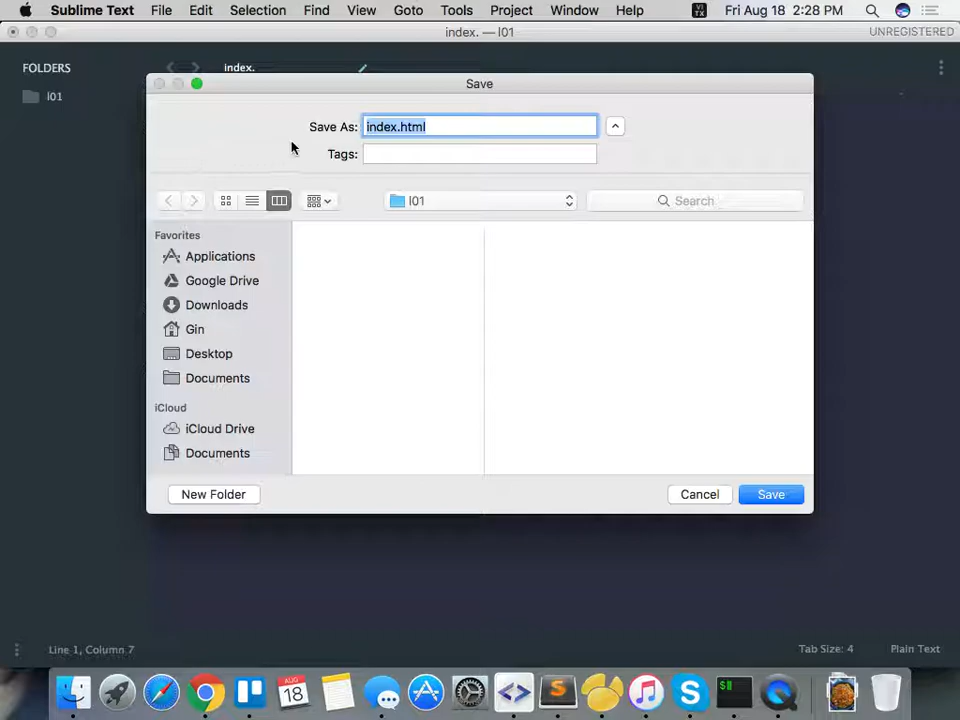 Sublime Text File Edit Selection Find View Goto Tools Project Window Help Fri Aug 18 2:28 PM
index. — l01 UNREGISTERED
FOLDERS index.
l01
Save
Save As: index.html
Tags:
l01 Search
Favorites
Applications
Google Drive
Downloads
Gin
Desktop
Documents
iCloud
iCloud Drive
Documents
New Folder Cancel Save
Line 1, Column 7 Tab Size: 4 Plain Text